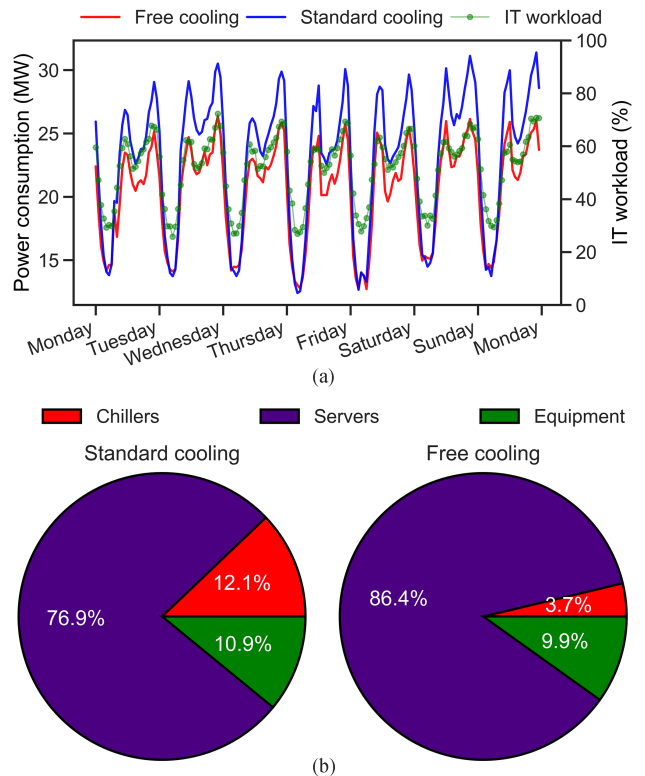 Free cooling Standard cooling IT workload
Power consumption (MW)
30
25
20
15
100
80
60
40
20
0
IT workload (%)
Monday Tuesday Wednesday Thursday Friday Saturday Sunday Monday
(a)
Chillers Servers Equipment
Standard cooling Free cooling
76.9% 12.1% 10.9%
86.4% 3.7% 9.9%
(b)